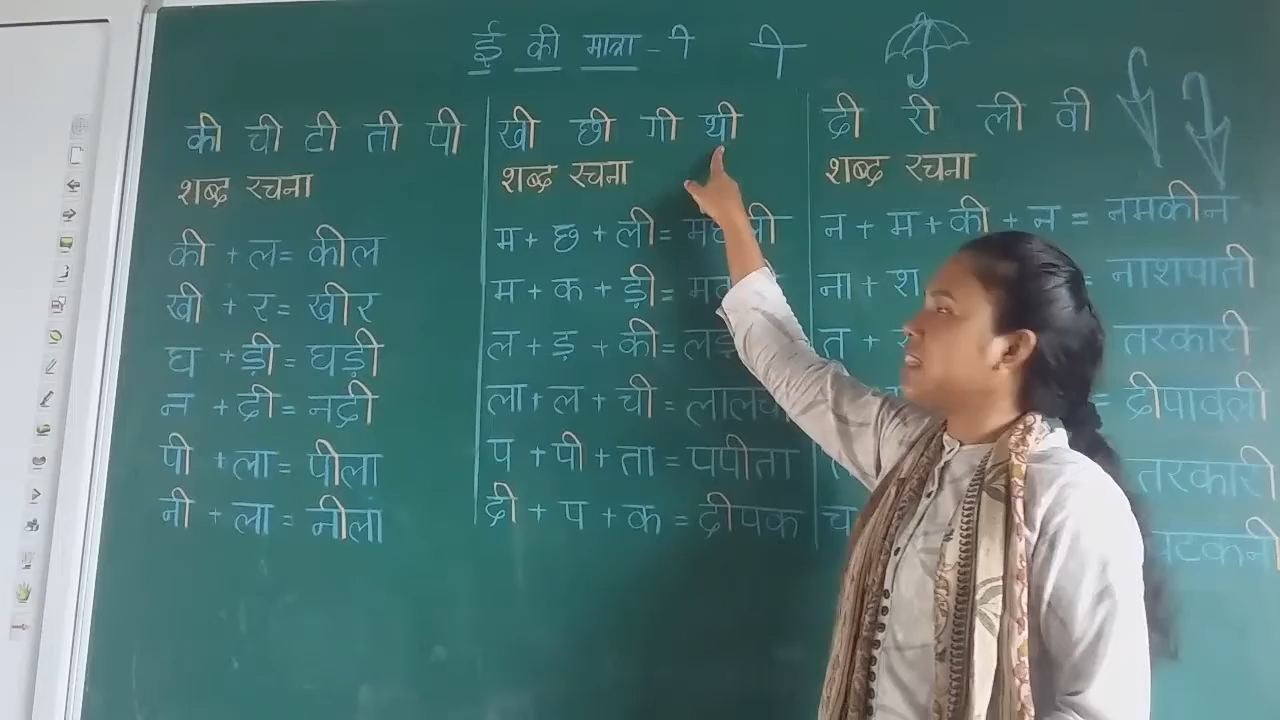 ई की मात्रा - ी
की ची टी ती पी
शब्द रचना
की + ल = कील
खी + र = खीर
घ + ड़ी = घड़ी
न + दी = नदी
पी + ला = पीला
नी + ला = नीला
खी छी गी थी
शब्द रचना
म + छ + ली =
म + क + ड़ी =
ल + ड़ + की =
ला + ल + ची =
प + पी + ता = पपीता
दी + प + क = दीपक
दी री ली वी
शब्द रचना
न + म + की + न = नमकीन
ना + श = नाशपाती
त + तरकारी
= दीपावली
तरकारी